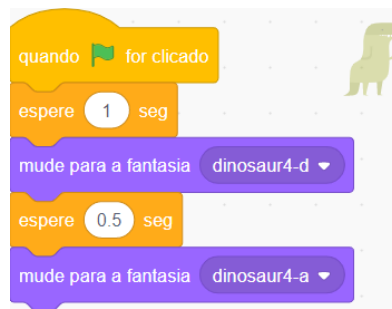 quando for clicado
espere 1 seg
mude para a fantasia dinosaur4-d
espere 0.5 seg
mude para a fantasia dinosaur4-a